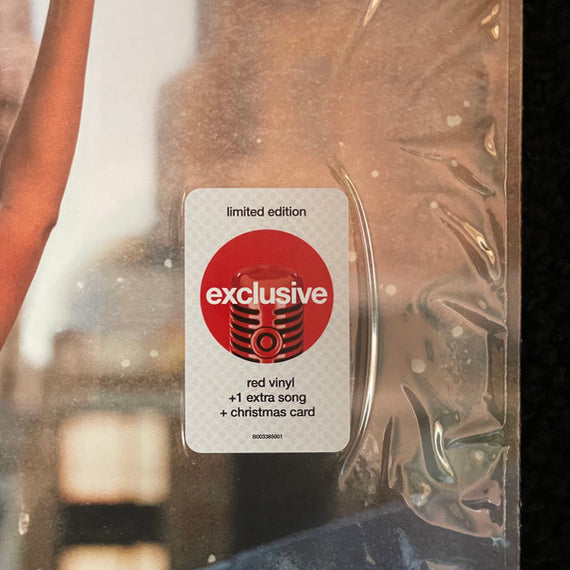 limited edition
exclusive
red vinyl
+1 extra song
+ christmas card
B003385901